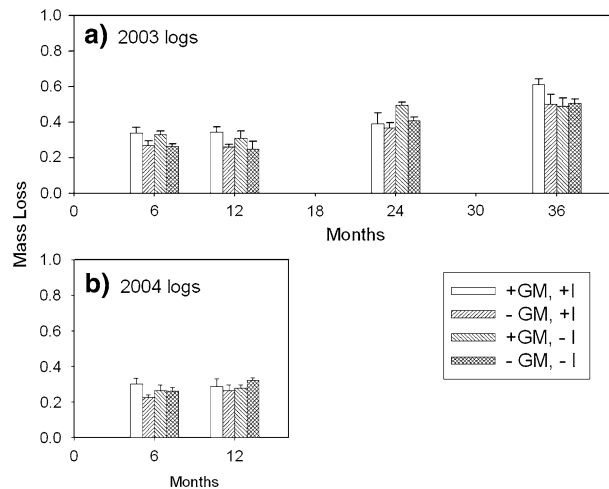 1.0
a) 2003 logs
0.8
0.6
0.4
0.2
0.0
0 6 12 18 24 30 36
Months
Mass Loss
1.0
b) 2004 logs
0.8
0.6
0.4
0.2
0.0
0 6 12
Months
+GM, +I
- GM, +I
+GM, - I
- GM, - I